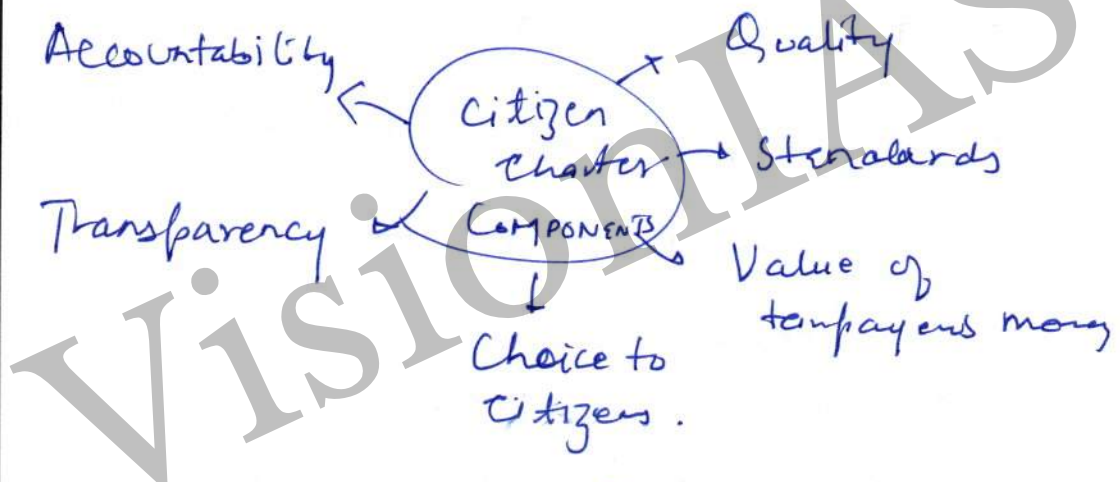 Accountability
Quality
Citizen
Charter
Components
Standards
Transparency
Value of
taxpayers money
Choice to
Citizens.
VisionIAS